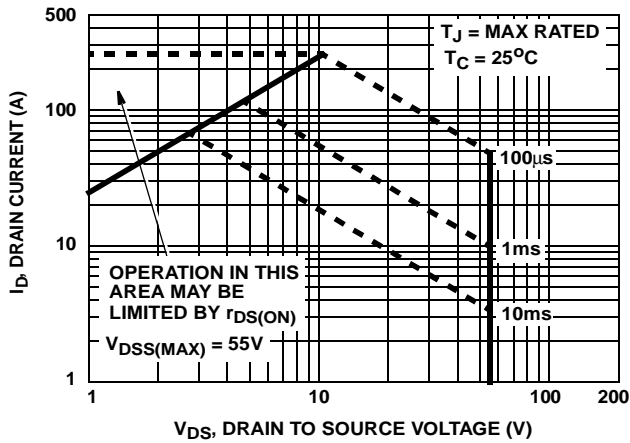 500
T_J = MAX RATED
T_C = 25°C
100
100µs
10
1ms
OPERATION IN THIS
AREA MAY BE
LIMITED BY r_DS(ON)
10ms
V_DSS(MAX) = 55V
1
1
10
100
200
I_D, DRAIN CURRENT (A)
V_DS, DRAIN TO SOURCE VOLTAGE (V)